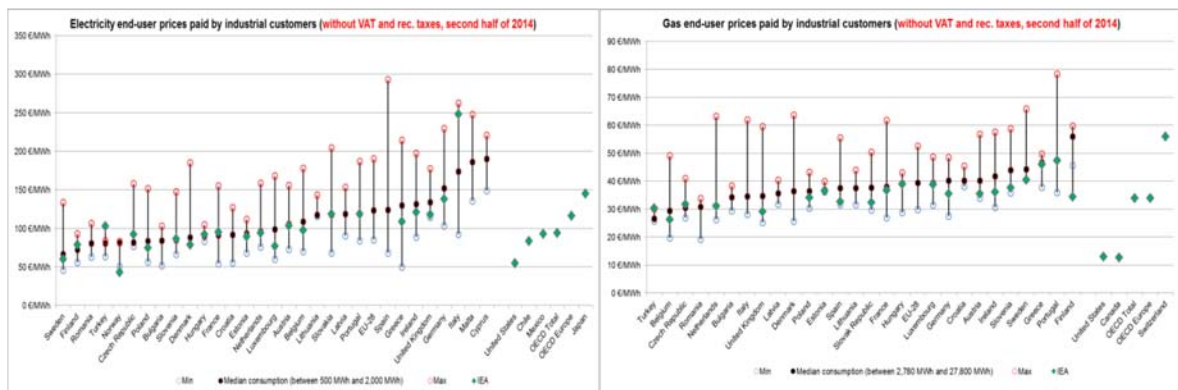 Electricity end-user prices paid by industrial customers (without VAT and rec. taxes, second half of 2014)
350 €/MWh
300 €/MWh
250 €/MWh
200 €/MWh
150 €/MWh
100 €/MWh
50 €/MWh
0 €/MWh
Sweden
Finland
Romania
Turkey
Norway
Czech Republic
Poland
Bulgaria
Slovenia
Denmark
Hungary
France
Croatia
Estonia
Netherlands
Luxembourg
Austria
Belgium
Lithuania
Slovakia
Latvia
Portugal
EU-28
Spain
Greece
Ireland
United Kingdom
Germany
Italy
Malta
Cyprus
United States
Chile
Mexico
OECD Total
OECD Europe
Japan
Min
Median consumption (between 500 MWh and 2,000 MWh)
Max
IEA
Gas end-user prices paid by industrial customers (without VAT and rec. taxes, second half of 2014)
90 €/MWh
80 €/MWh
70 €/MWh
60 €/MWh
50 €/MWh
40 €/MWh
30 €/MWh
20 €/MWh
10 €/MWh
0 €/MWh
Turkey
Belgium
Czech Republic
Romania
Netherlands
Bulgaria
Italy
United Kingdom
Latvia
Denmark
Poland
Estonia
Spain
Lithuania
Slovak Republic
France
Hungary
EU-28
Luxembourg
Germany
Croatia
Austria
Ireland
Slovenia
Sweden
Greece
Portugal
Finland
United States
Canada
OECD Total
OECD Europe
Switzerland
Min
Median consumption (between 2,780 MWh and 27,800 MWh)
Max
IEA